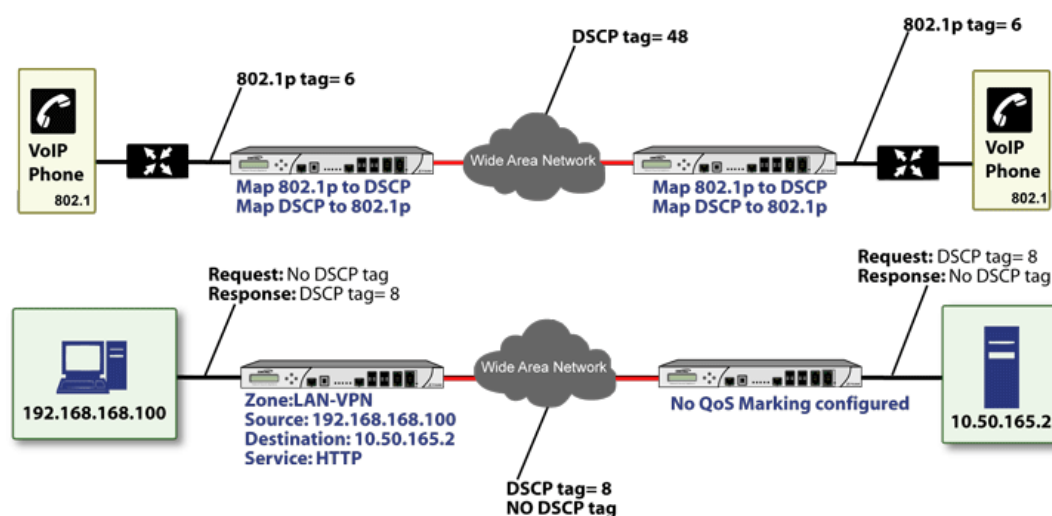 DSCP tag= 48
802.1p tag= 6
802.1p tag= 6
VoIP
Phone
802.1
Wide Area Network
VoIP
Phone
802.1
Map 802.1p to DSCP
Map DSCP to 802.1p
Map 802.1p to DSCP
Map DSCP to 802.1p
Request: No DSCP tag
Response: DSCP tag= 8
Request: DSCP tag= 8
Response: No DSCP tag
192.168.168.100
Wide Area Network
10.50.165.2
Zone:LAN-VPN
Source: 192.168.168.100
Destination: 10.50.165.2
Service: HTTP
No QoS Marking configured
DSCP tag= 8
NO DSCP tag